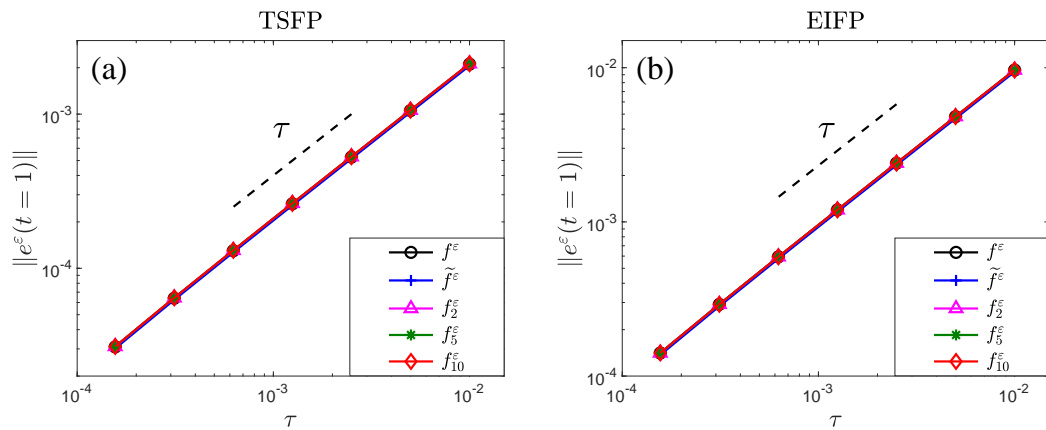 TSFP
(a)
τ
10^-3
10^-4
||e^ε(t = 1)||
f^ε
f̃^ε
f_2^ε
f_5^ε
f_10^ε
10^-4
10^-3
10^-2
τ
EIFP
(b)
τ
10^-2
10^-3
10^-4
||e^ε(t = 1)||
f^ε
f̃^ε
f_2^ε
f_5^ε
f_10^ε
10^-4
10^-3
10^-2
τ